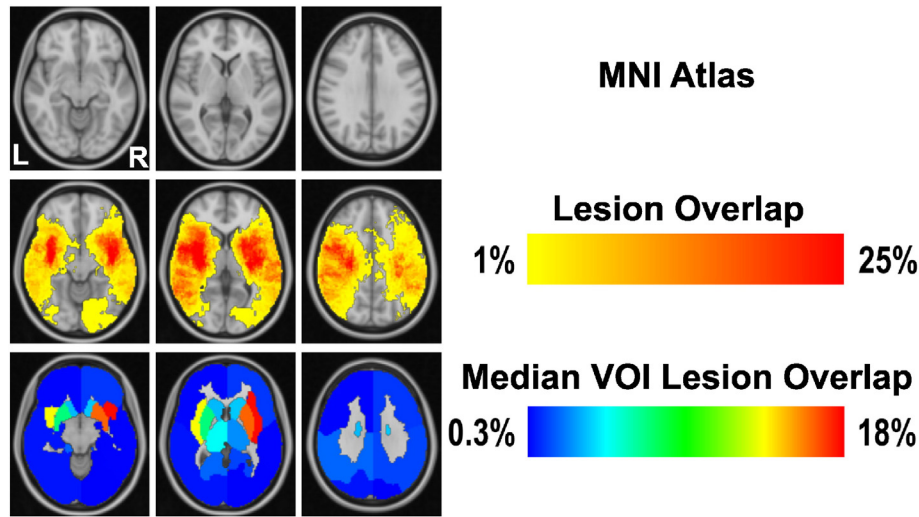 MNI Atlas
L R
Lesion Overlap
1% 25%
Median VOI Lesion Overlap
0.3% 18%